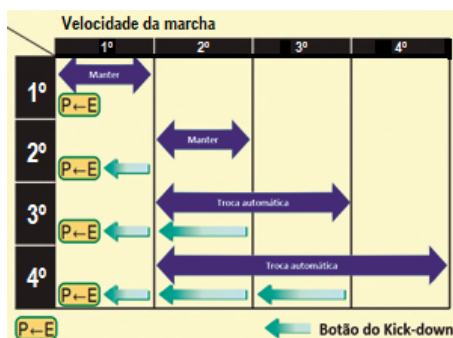 Velocidade da marcha
1º 2º 3º 4º
1º
Manter
P←E
2º
Manter
P←E
3º
Troca automática
P←E
4º
Troca automática
P←E
P←E
Botão do Kick-down